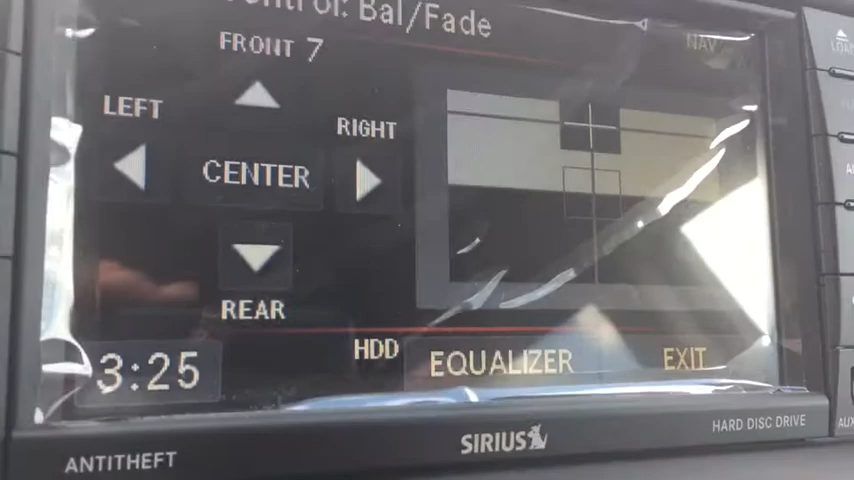 Control: Bal/Fade
NAV
FRONT 7
LEFT
RIGHT
CENTER
REAR
HDD
3:25
EQUALIZER
EXIT
SIRIUS
HARD DISC DRIVE
ANTITHEFT
AUX